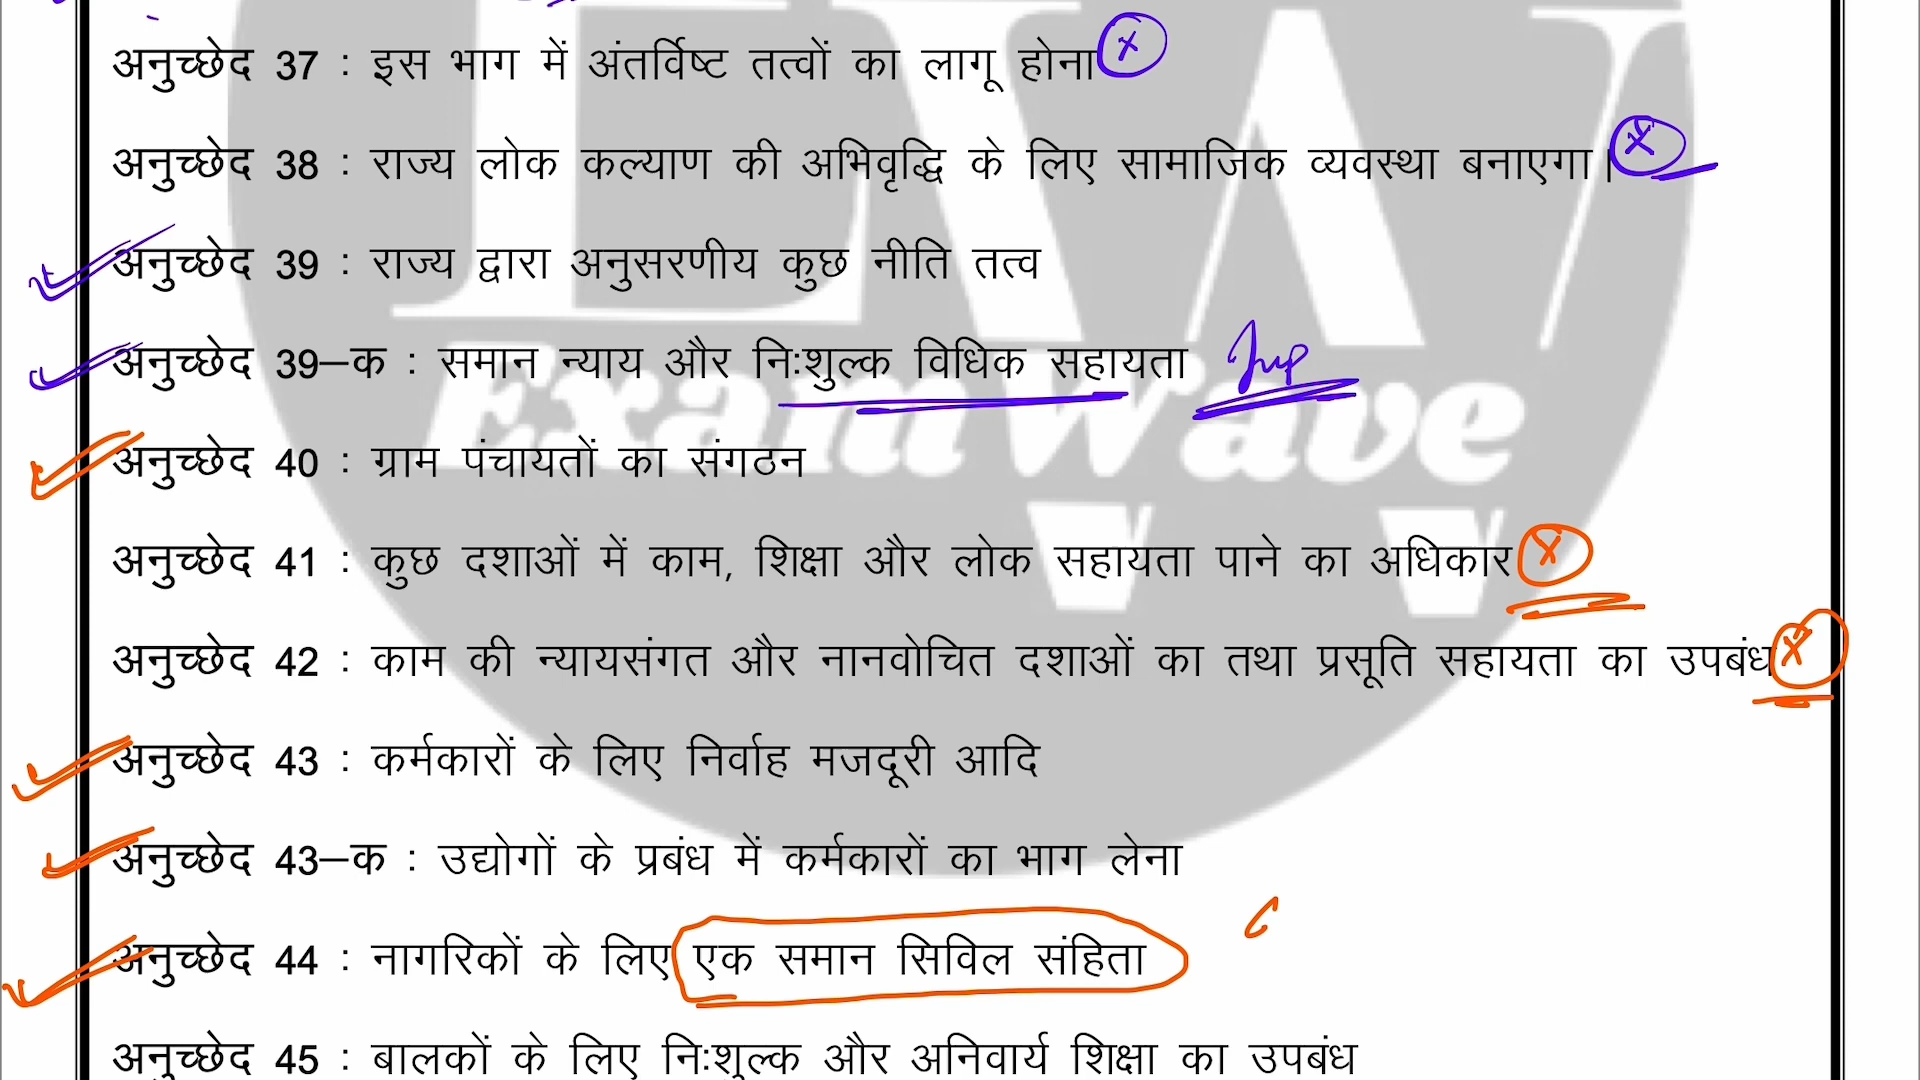 अनुच्छेद 37 : इस भाग में अंतर्विष्ट तत्वों का लागू होना
अनुच्छेद 38 : राज्य लोक कल्याण की अभिवृद्धि के लिए सामाजिक व्यवस्था बनाएगा।
अनुच्छेद 39 : राज्य द्वारा अनुसरणीय कुछ नीति तत्व
अनुच्छेद 39–क : समान न्याय और निःशुल्क विधिक सहायता Imp
अनुच्छेद 40 : ग्राम पंचायतों का संगठन
अनुच्छेद 41 : कुछ दशाओं में काम, शिक्षा और लोक सहायता पाने का अधिकार
अनुच्छेद 42 : काम की न्यायसंगत और नानवोचित दशाओं का तथा प्रसूति सहायता का उपबंध
अनुच्छेद 43 : कर्मकारों के लिए निर्वाह मजदूरी आदि
अनुच्छेद 43–क : उद्योगों के प्रबंध में कर्मकारों का भाग लेना
अनुच्छेद 44 : नागरिकों के लिए एक समान सिविल संहिता
अनुच्छेद 45 : बालकों के लिए निःशुल्क और अनिवार्य शिक्षा का उपबंध
EW
ExamWave